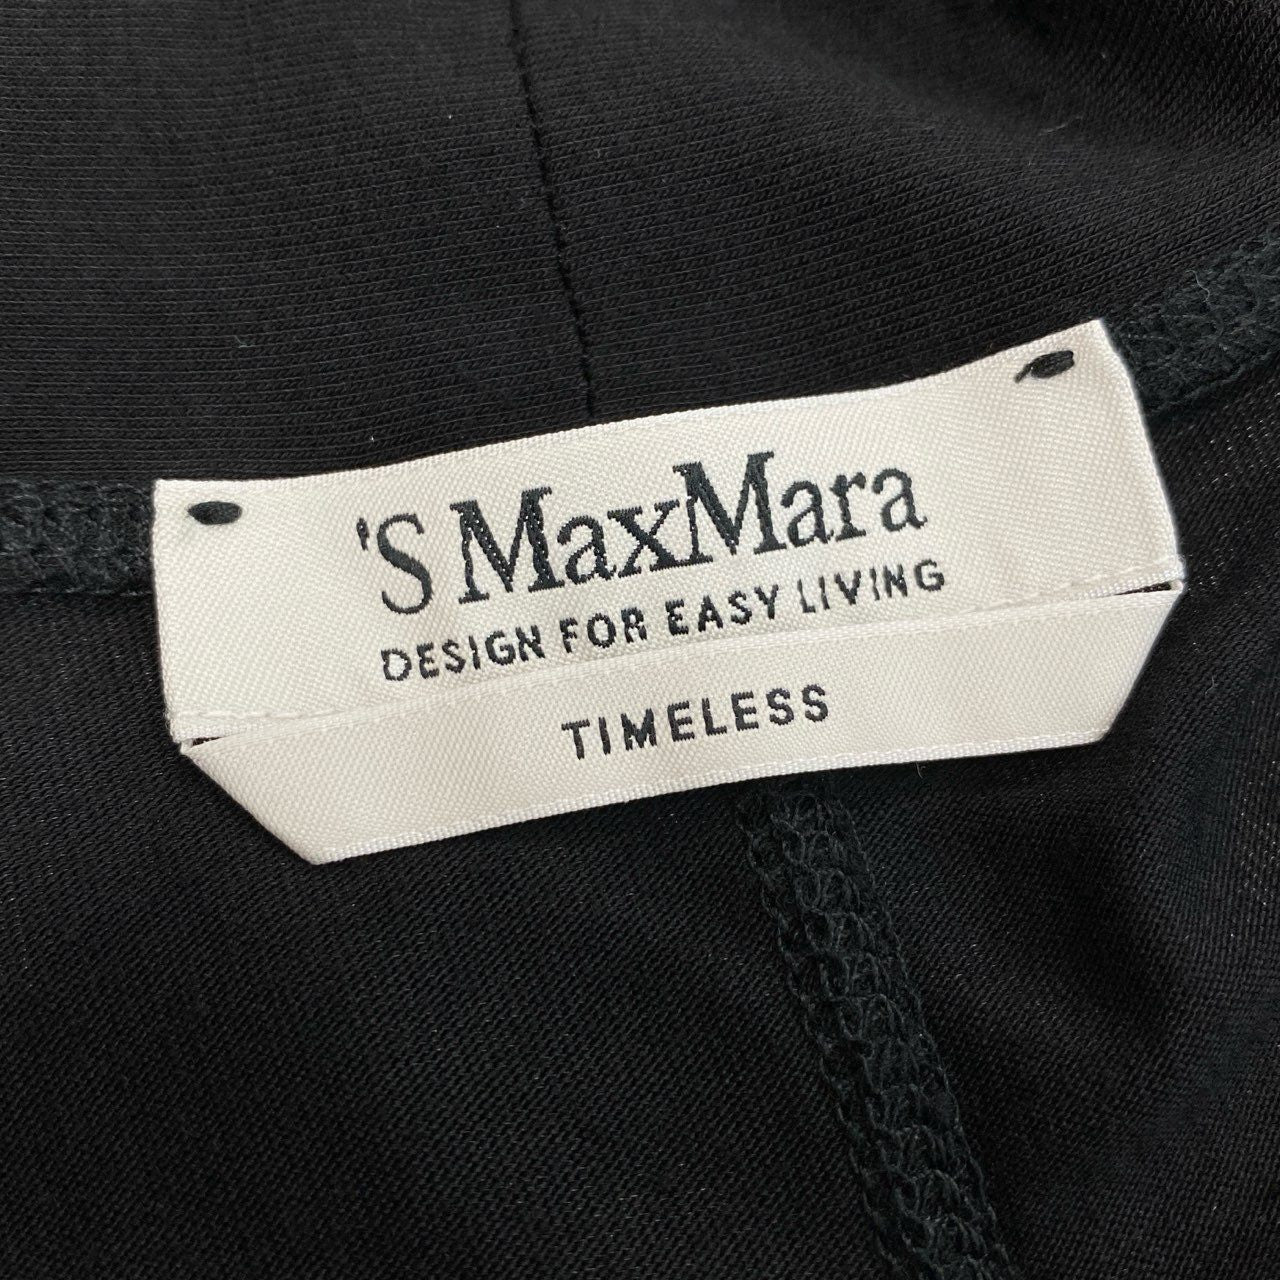 'S MaxMara
DESIGN FOR EASY LIVING
TIMELESS